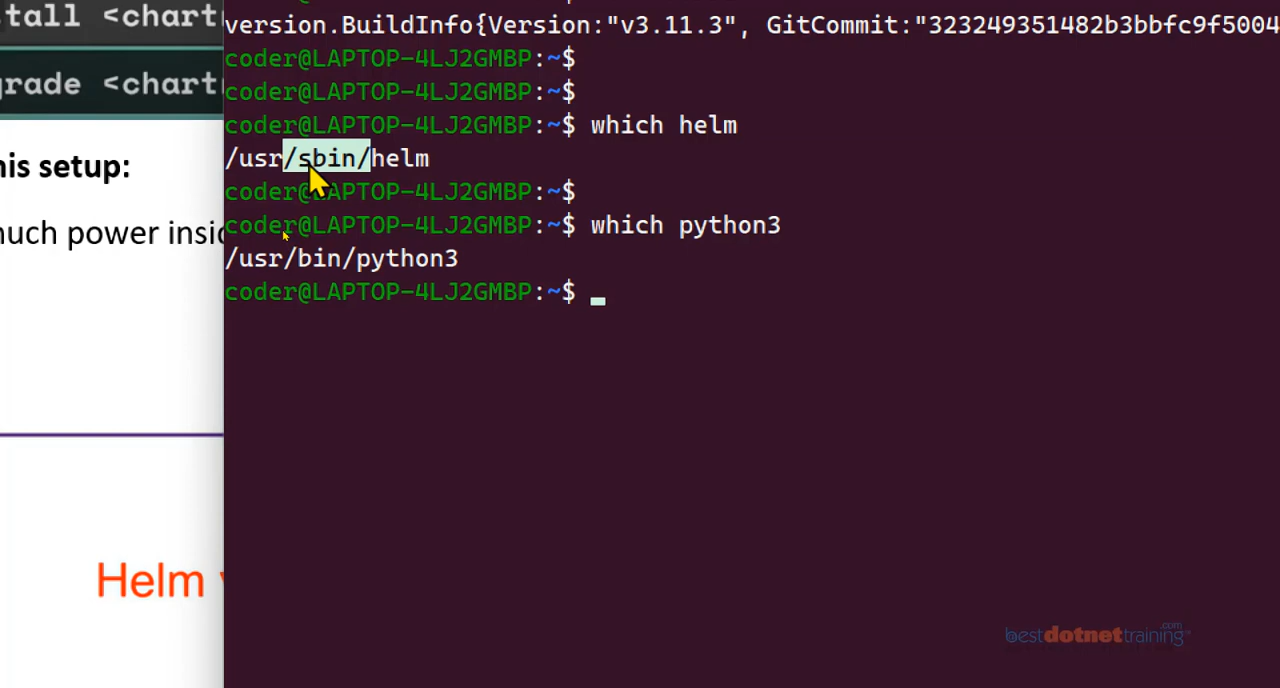 tall <chart
version.BuildInfo{Version:"v3.11.3", GitCommit:"323249351482b3bbfc9f5004
coder@LAPTOP-4LJ2GMBP:~$
grade <chart
coder@LAPTOP-4LJ2GMBP:~$
coder@LAPTOP-4LJ2GMBP:~$ which helm
/usr/sbin/helm
his setup:
coder@LAPTOP-4LJ2GMBP:~$
coder@LAPTOP-4LJ2GMBP:~$ which python3
much power insid
/usr/bin/python3
coder@LAPTOP-4LJ2GMBP:~$
Helm
bestdotnettraining.com